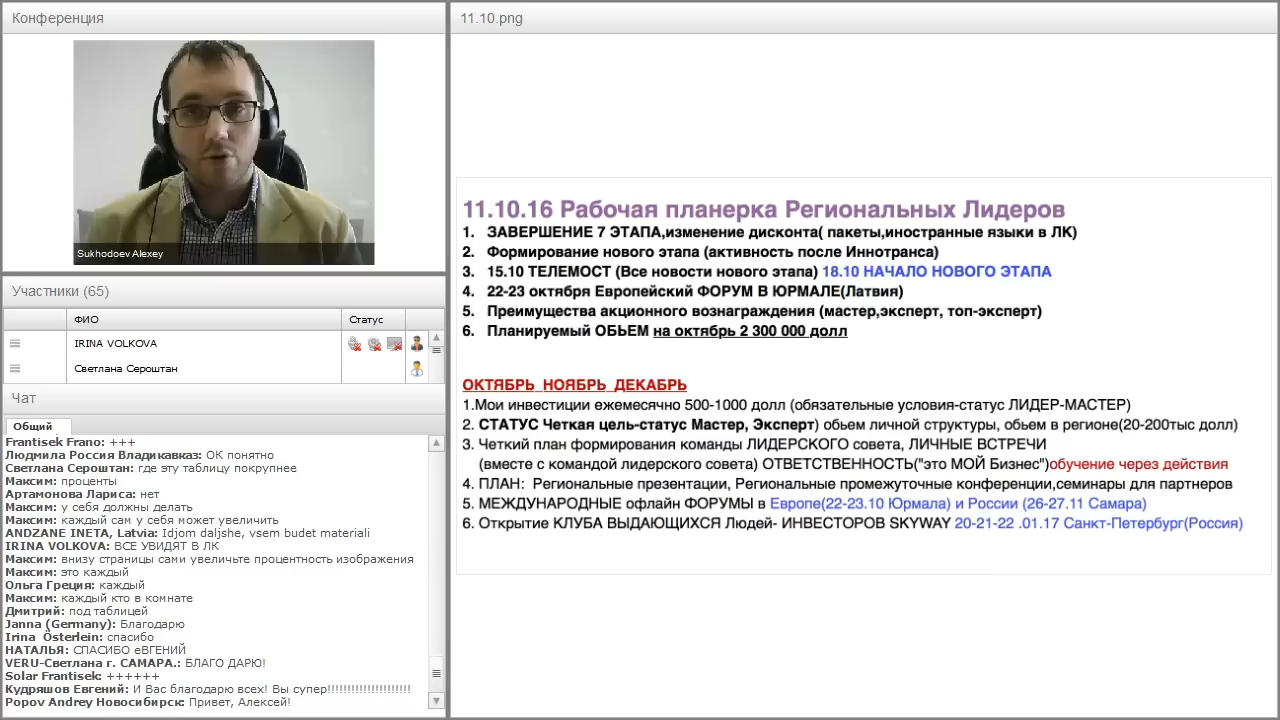 Конференция
Sukhodoev Alexey
Участники (65)
ФИО
Статус
IRINA VOLKOVA
Светлана Сероштан
Чат
Общий
Frantisek Frano: +++
Людмила Россия Владикавказ: ОК понятно
Светлана Сероштан: где эту таблицу покрупнее
Максим: проценты
Артамонова Лариса: нет
Максим: у себя должны делать
Максим: каждый сам у себя может увеличить
ANDZANE INETA, Latvia: Idjom daljshe, vsem budet materiali
IRINA VOLKOVA: ВСЕ УВИДЯТ В ЛК
Максим: внизу страницы сами увеличьте процентность изображения
Максим: это каждый
Ольга Греция: каждый
Максим: каждый кто в комнате
Дмитрий: под таблицей
Janna (Germany): Благодарю
Irina Österlein: спасибо
НАТАЛЬЯ: СПАСИБО еВГЕНИЙ
VERU-Светлана г. САМАРА.: БЛАГО ДАРЮ!
Solar Frantisek: ++++++
Кудряшов Евгений: И Вас благодарю всех! Вы супер!!!!!!!!!!!!!!!!!!!!!
Popov Andrey Новосибирск: Привет, Алексей!
11.10.png
11.10.16 Рабочая планерка Региональных Лидеров
1. ЗАВЕРШЕНИЕ 7 ЭТАПА,изменение дисконта( пакеты,иностранные языки в ЛК)
2. Формирование нового этапа (активность после Иннотранса)
3. 15.10 ТЕЛЕМОСТ (Все новости нового этапа) 18.10 НАЧАЛО НОВОГО ЭТАПА
4. 22-23 октября Европейский ФОРУМ В ЮРМАЛЕ(Латвия)
5. Преимущества акционного вознаграждения (мастер,эксперт, топ-эксперт)
6. Планируемый ОБЬЕМ на октябрь 2 300 000 долл
ОКТЯБРЬ НОЯБРЬ ДЕКАБРЬ
1.Мои инвестиции ежемесячно 500-1000 долл (обязательные условия-статус ЛИДЕР-МАСТЕР)
2. СТАТУС Четкая цель-статус Мастер, Эксперт) обьем личной структуры, обьем в регионе(20-200тыс долл)
3. Четкий план формирования команды ЛИДЕРСКОГО совета, ЛИЧНЫЕ ВСТРЕЧИ
(вместе с командой лидерского совета) ОТВЕТСТВЕННОСТЬ("это МОЙ Бизнес")обучение через действия
4. ПЛАН: Региональные презентации, Региональные промежуточные конференции,семинары для партнеров
5. МЕЖДУНАРОДНЫЕ офлайн ФОРУМЫ в Европе(22-23.10 Юрмала) и России (26-27.11 Самара)
6. Открытие КЛУБА ВЫДАЮЩИХСЯ Людей- ИНВЕСТОРОВ SKYWAY 20-21-22 .01.17 Санкт-Петербург(Россия)